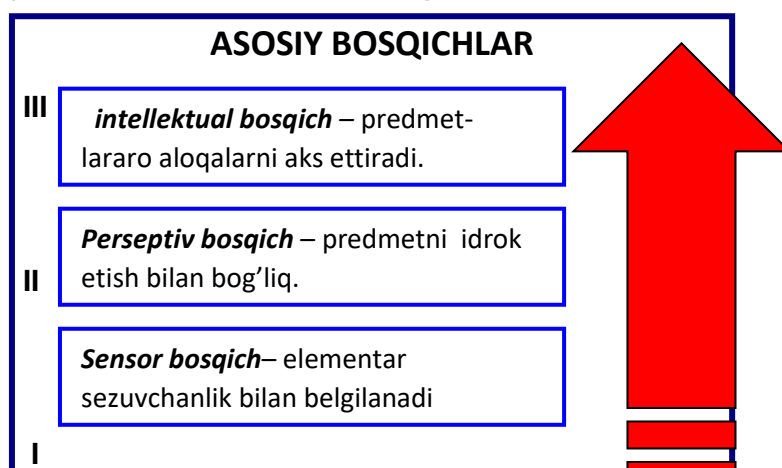 ASOSIY BOSQICHLAR
III
intellektual bosqich – predmet-
lararo aloqalarni aks ettiradi.
Perseptiv bosqich – predmetni idrok
II
etish bilan bog’liq.
Sensor bosqich– elementar
sezuvchanlik bilan belgilanadi
I